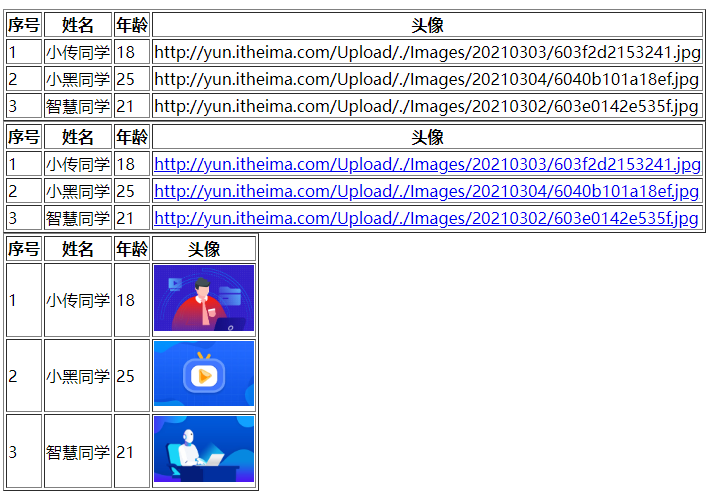 序号 姓名 年龄 头像
1 小传同学 18 http://yun.itheima.com/Upload/./Images/20210303/603f2d2153241.jpg
2 小黑同学 25 http://yun.itheima.com/Upload/./Images/20210304/6040b101a18ef.jpg
3 智慧同学 21 http://yun.itheima.com/Upload/./Images/20210302/603e0142e535f.jpg
序号 姓名 年龄 头像
1 小传同学 18 http://yun.itheima.com/Upload/./Images/20210303/603f2d2153241.jpg
2 小黑同学 25 http://yun.itheima.com/Upload/./Images/20210304/6040b101a18ef.jpg
3 智慧同学 21 http://yun.itheima.com/Upload/./Images/20210302/603e0142e535f.jpg
序号 姓名 年龄 头像
1 小传同学 18
2 小黑同学 25
3 智慧同学 21